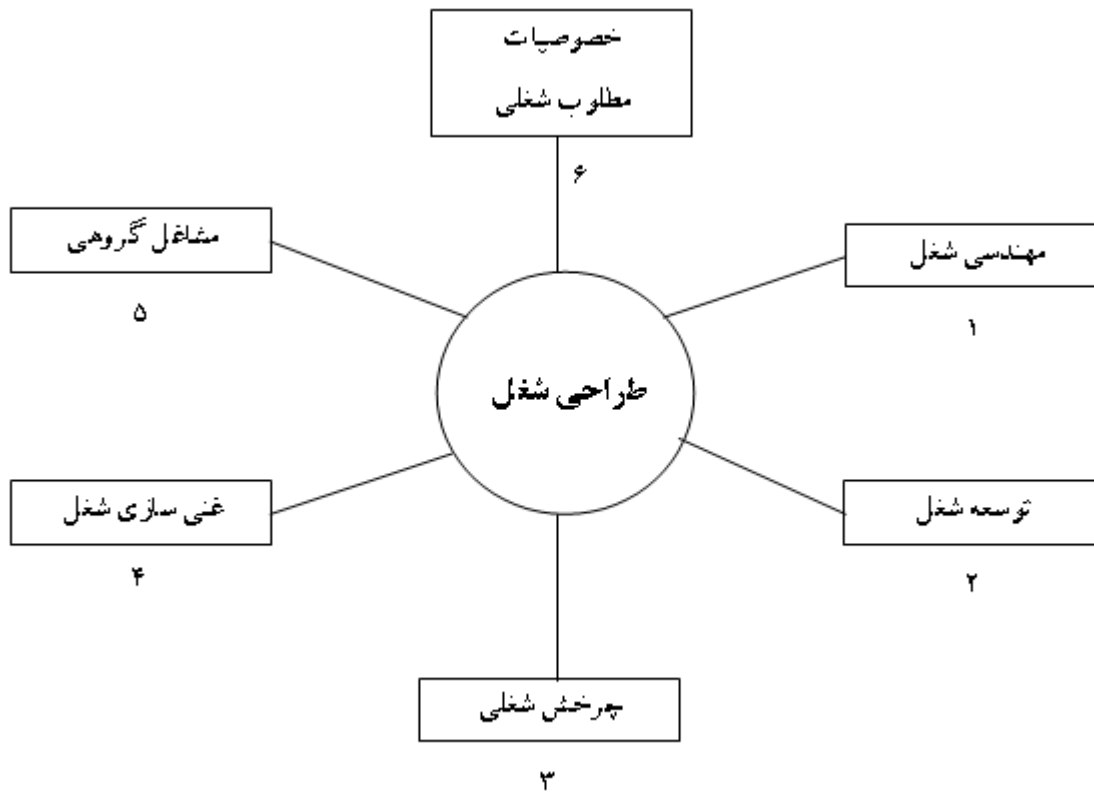 خصوصیات
مطلوب شغلی
۶
مشاغل گروهی
۵
مهندسی شغل
۱
طراحی شغل
غنی سازی شغل
۴
توسعه شغل
۲
چرخش شغلی
۳